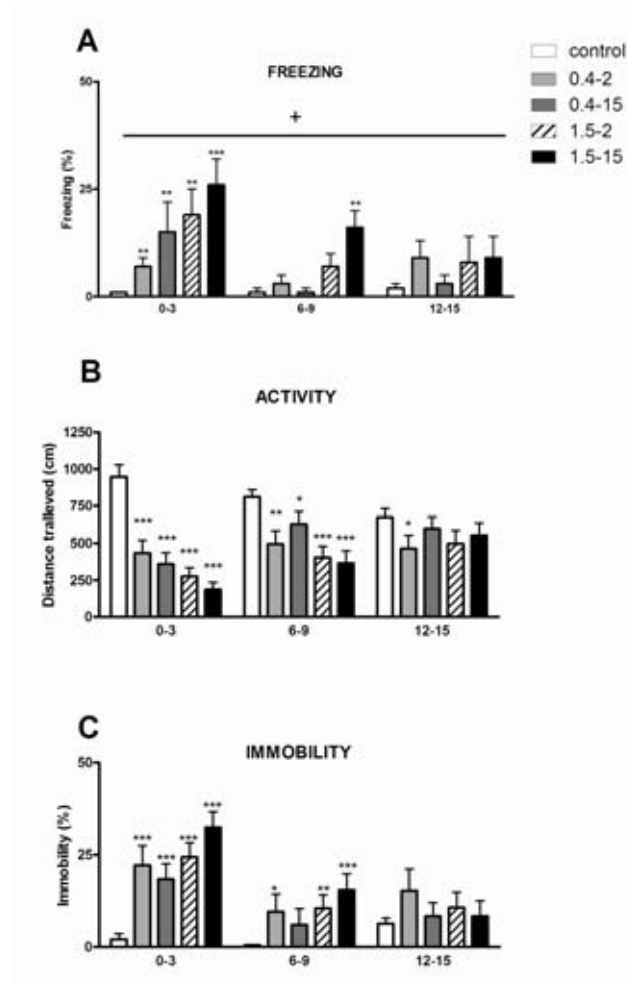 A
FREEZING
control
0.4-2
0.4-15
1.5-2
1.5-15
+
50
25
0
Freezing (%)
** ** ** *** **
0-3 6-9 12-15
B
ACTIVITY
1250
1000
750
500
250
0
Distance tralleved (cm)
*** *** *** *** ** * *** *** *
0-3 6-9 12-15
C
IMMOBILITY
50
25
0
Immobility (%)
*** *** *** *** * ** ***
0-3 6-9 12-15